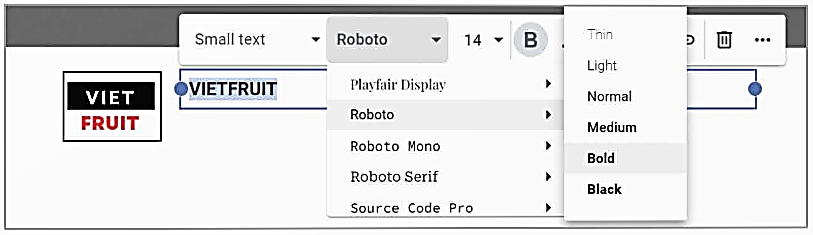 Small text Roboto 14 B
VIET
FRUIT
VIETFRUIT
Playfair Display
Roboto
Roboto Mono
Roboto Serif
Source Code Pro
Thin
Light
Normal
Medium
Bold
Black